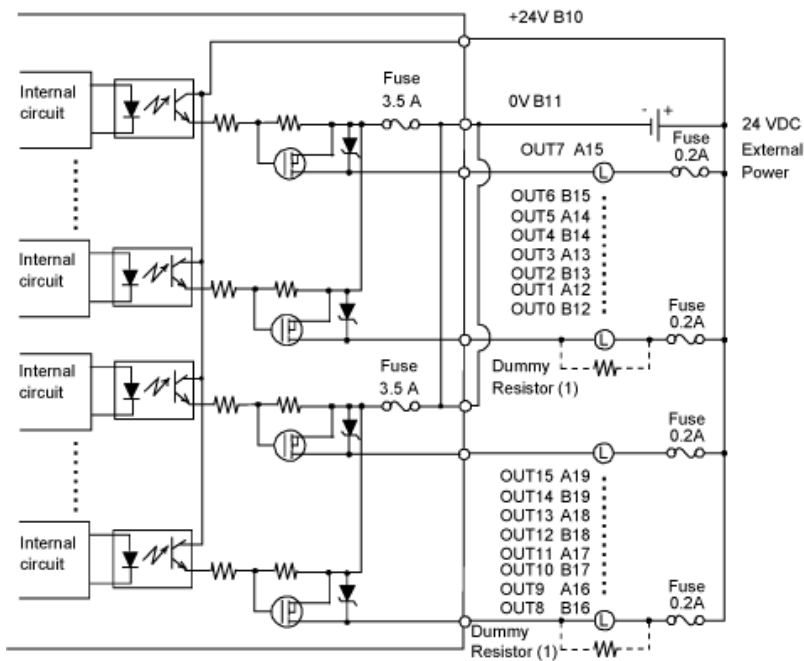 +24V B10
Internal
circuit
Fuse
3.5 A
0V B11
- +
24 VDC
External
Power
Fuse
0.2A
OUT7 A15
L
OUT6 B15
OUT5 A14
OUT4 B14
OUT3 A13
OUT2 B13
OUT1 A12
OUT0 B12
Internal
circuit
Fuse
0.2A
L
Dummy
Resistor (1)
Internal
circuit
Fuse
3.5 A
Fuse
0.2A
L
OUT15 A19
OUT14 B19
OUT13 A18
OUT12 B18
OUT11 A17
OUT10 B17
OUT9 A16
OUT8 B16
Internal
circuit
Fuse
0.2A
L
Dummy
Resistor (1)